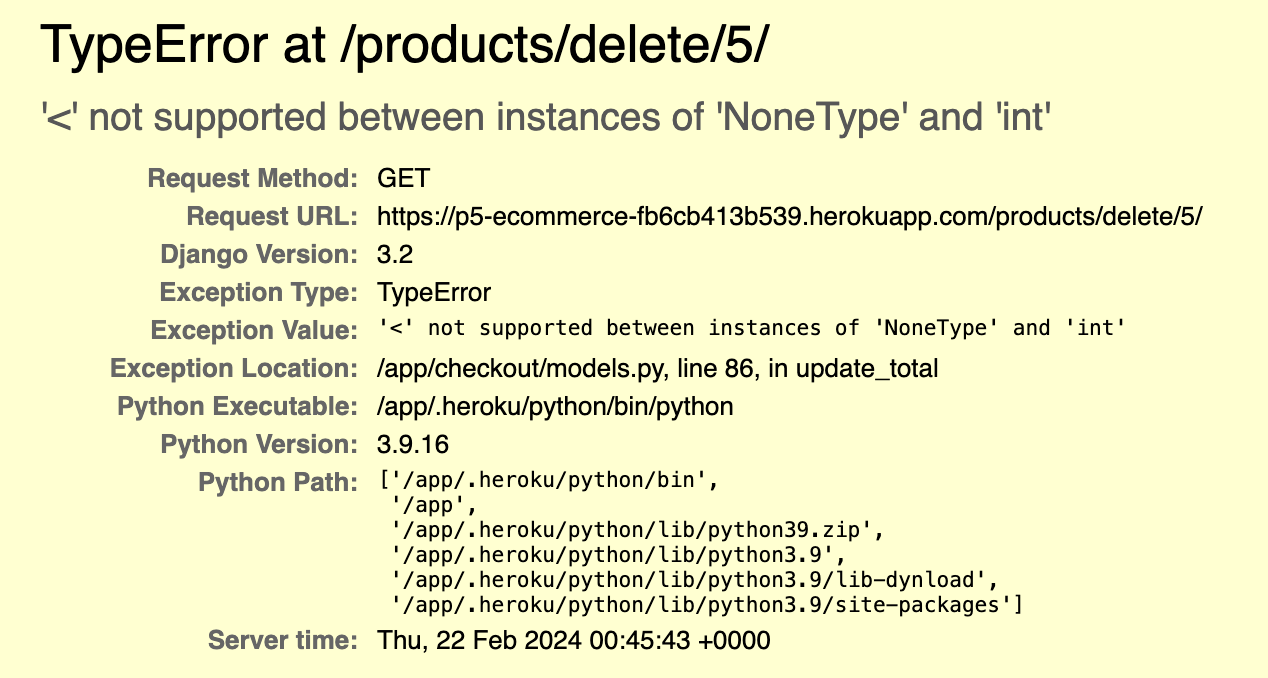 TypeError at /products/delete/5/
'<' not supported between instances of 'NoneType' and 'int'
Request Method: GET
Request URL: https://p5-ecommerce-fb6cb413b539.herokuapp.com/products/delete/5/
Django Version: 3.2
Exception Type: TypeError
Exception Value: '<' not supported between instances of 'NoneType' and 'int'
Exception Location: /app/checkout/models.py, line 86, in update_total
Python Executable: /app/.heroku/python/bin/python
Python Version: 3.9.16
Python Path: ['/app/.heroku/python/bin',
'/app',
'/app/.heroku/python/lib/python39.zip',
'/app/.heroku/python/lib/python3.9',
'/app/.heroku/python/lib/python3.9/lib-dynload',
'/app/.heroku/python/lib/python3.9/site-packages']
Server time: Thu, 22 Feb 2024 00:45:43 +0000